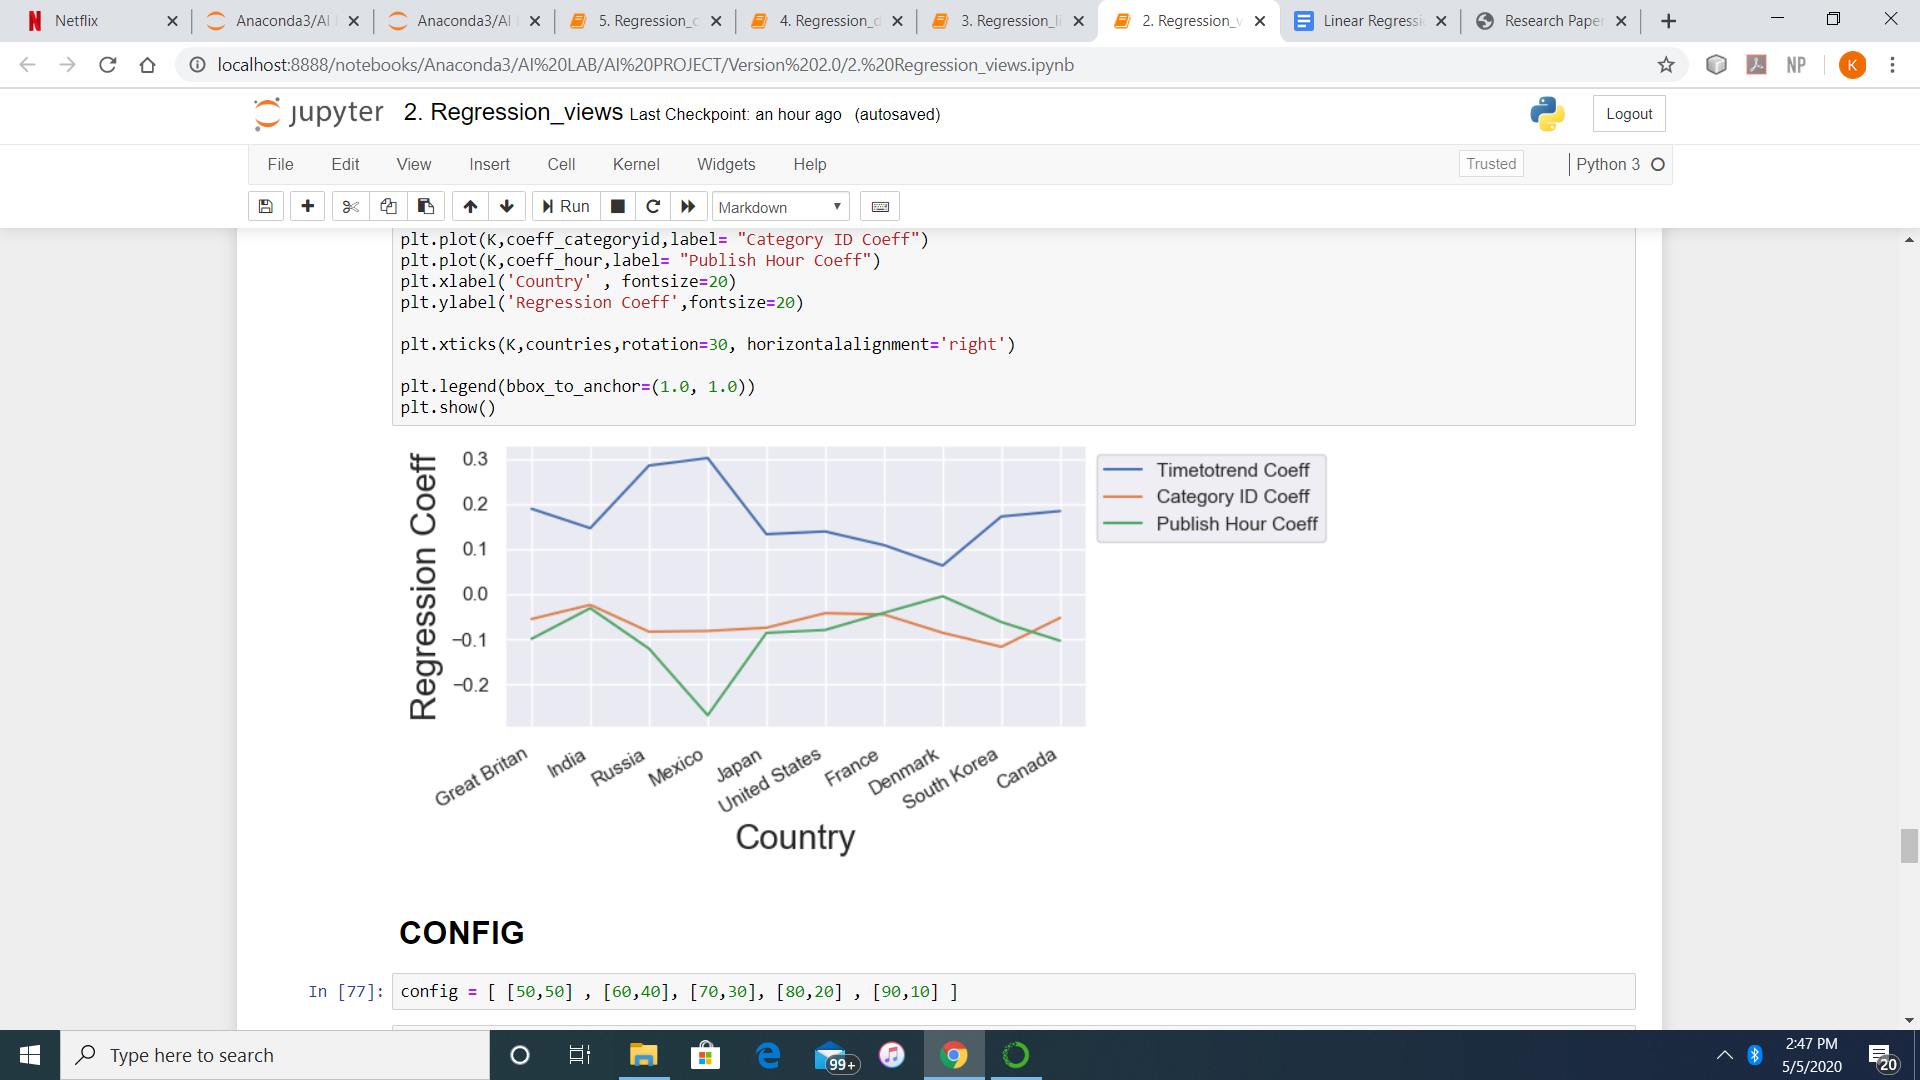 Netflix
Anaconda3/AI
Anaconda3/AI
5. Regression_c
4. Regression_d
3. Regression_li
2. Regression_v
Linear Regressi
Research Paper
localhost:8888/notebooks/Anaconda3/AI%20LAB/AI%20PROJECT/Version%202.0/2.%20Regression_views.ipynb
NP
K
jupyter 2. Regression_views Last Checkpoint: an hour ago (autosaved)
Logout
File Edit View Insert Cell Kernel Widgets Help
Trusted
Python 3
Run
Markdown
plt.plot(K,coeff_categoryid,label= "Category ID Coeff")
plt.plot(K,coeff_hour,label= "Publish Hour Coeff")
plt.xlabel('Country' , fontsize=20)
plt.ylabel('Regression Coeff',fontsize=20)
plt.xticks(K,countries,rotation=30, horizontalalignment='right')
plt.legend(bbox_to_anchor=(1.0, 1.0))
plt.show()
Regression Coeff
0.3
0.2
0.1
0.0
−0.1
−0.2
Timetotrend Coeff
Category ID Coeff
Publish Hour Coeff
Great Britan
India
Russia
Mexico
Japan
United States
France
Denmark
South Korea
Canada
Country
CONFIG
In [77]: config = [ [50,50] , [60,40], [70,30], [80,20] , [90,10] ]
Type here to search
99+
2:47 PM
5/5/2020
20